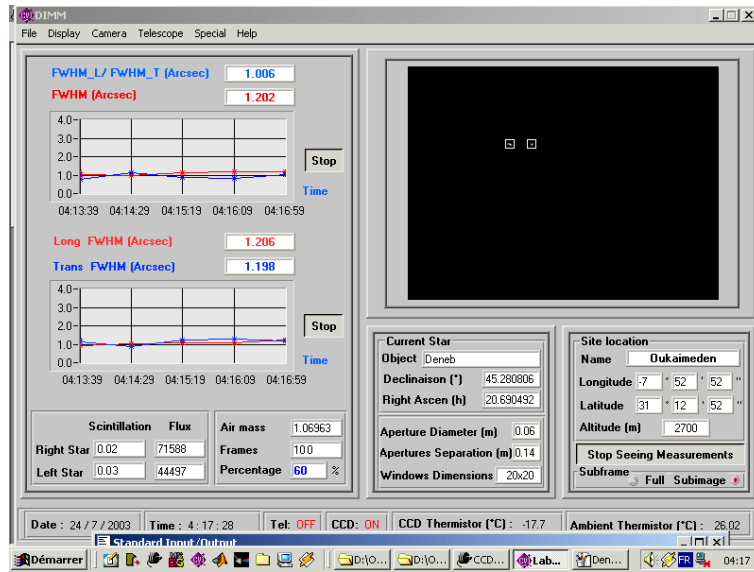 DIMM
File Display Camera Telescope Special Help
FWHM_L/ FWHM_T (Arcsec) 1.006
FWHM (Arcsec) 1.202
4.0
3.0
2.0
1.0
0.0
Stop
Time
04:13:39 04:14:29 04:15:19 04:16:09 04:16:59
Long FWHM (Arcsec) 1.206
Trans FWHM (Arcsec) 1.198
4.0
3.0
2.0
1.0
0.0
Stop
Time
04:13:39 04:14:29 04:15:19 04:16:09 04:16:59
Scintillation Flux
Right Star 0.02 71588
Left Star 0.03 44497
Air mass 1.06963
Frames 100
Percentage 60 %
Current Star
Object Deneb
Declinaison (°) 45.280806
Right Ascen (h) 20.690492
Aperture Diameter (m) 0.06
Apertures Separation (m) 0.14
Windows Dimensions 20x20
Site location
Name Oukaimeden
Longitude -7 ° 52 ' 52 ''
Latitude 31 ° 12 ' 52 ''
Altitude (m) 2700
Stop Seeing Measurements
Subframe
Full Subimage
Date : 24 / 7 / 2003 Time : 4 : 17 : 28 Tel: OFF CCD: ON CCD Thermistor (°C) : -17.7 Ambient Thermistor (°C) : 26.02
Standard Input/Output
Démarrer D:\O... D:\O... CCD... Lab... Den... FR 04:17